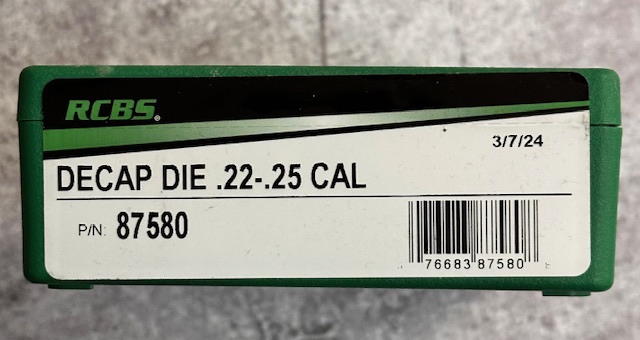 RCBS.
3/7/24
DECAP DIE .22-.25 CAL
P/N: 87580
76683 87580